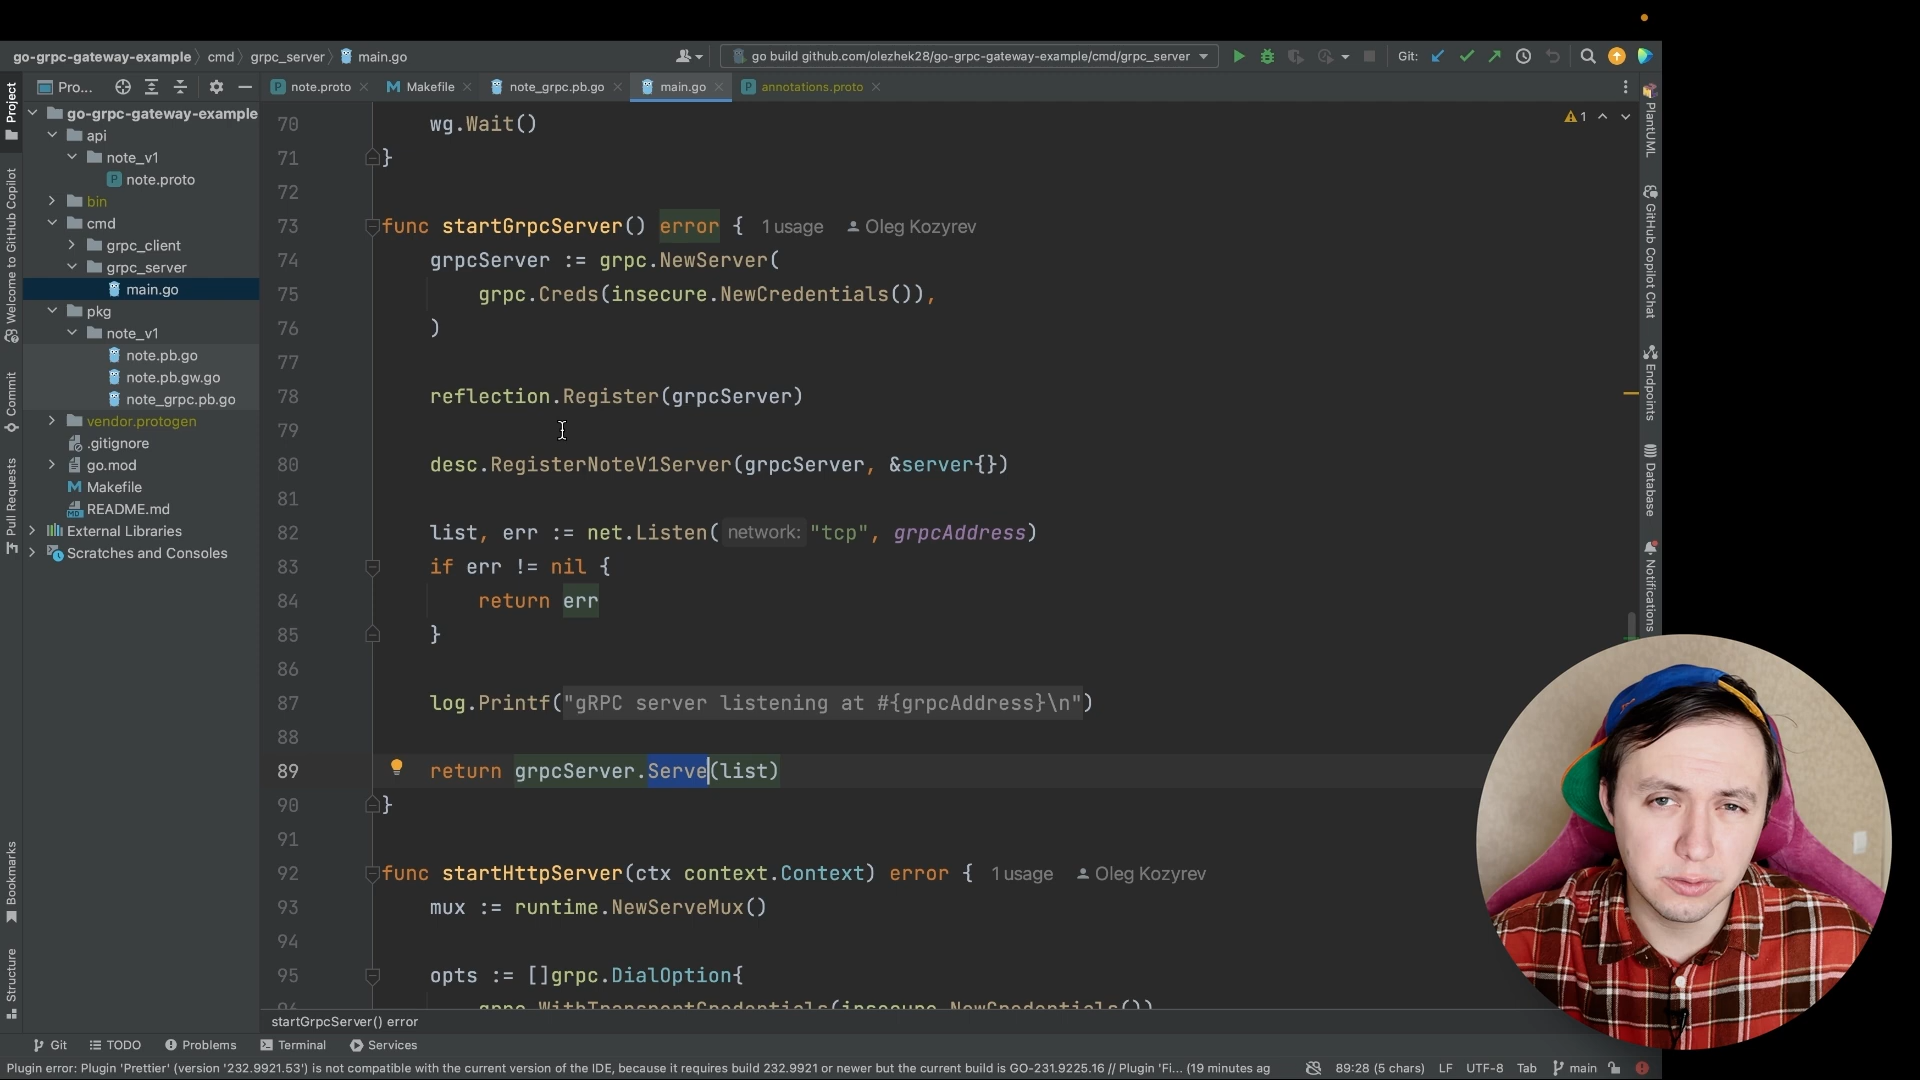 go-grpc-gateway-example > cmd > grpc_server > main.go
go build github.com/olezhek28/go-grpc-gateway-example/cmd/grpc_server
Git:
Pro...
note.proto
Makefile
note_grpc.pb.go
main.go
annotations.proto
Project
Welcome to GitHub Copilot
Commit
Pull Requests
Bookmarks
Structure
go-grpc-gateway-example
api
note_v1
note.proto
bin
cmd
grpc_client
grpc_server
main.go
pkg
note_v1
note.pb.go
note.pb.gw.go
note_grpc.pb.go
vendor.protogen
.gitignore
go.mod
Makefile
README.md
External Libraries
Scratches and Consoles
1
70 wg.Wait()
71 }
72
73 func startGrpcServer() error { 1 usage Oleg Kozyrev
74 grpcServer := grpc.NewServer(
75 grpc.Creds(insecure.NewCredentials()),
76 )
77
78 reflection.Register(grpcServer)
79
80 desc.RegisterNoteV1Server(grpcServer, &server{})
81
82 list, err := net.Listen( network: "tcp", grpcAddress)
83 if err != nil {
84 return err
85 }
86
87 log.Printf("gRPC server listening at #{grpcAddress}\n")
88
89 return grpcServer.Serve(list)
90 }
91
92 func startHttpServer(ctx context.Context) error { 1 usage Oleg Kozyrev
93 mux := runtime.NewServeMux()
94
95 opts := []grpc.DialOption{
96 grpc.WithTransportCredentials(insecure.NewCredentials())
PlantUML
GitHub Copilot Chat
Endpoints
Database
Notifications
startGrpcServer() error
Git
TODO
Problems
Terminal
Services
Plugin error: Plugin 'Prettier' (version '232.9921.53') is not compatible with the current version of the IDE, because it requires build 232.9921 or newer but the current build is GO-231.9225.16 // Plugin 'Fi... (19 minutes ag
89:28 (5 chars) LF UTF-8 Tab main